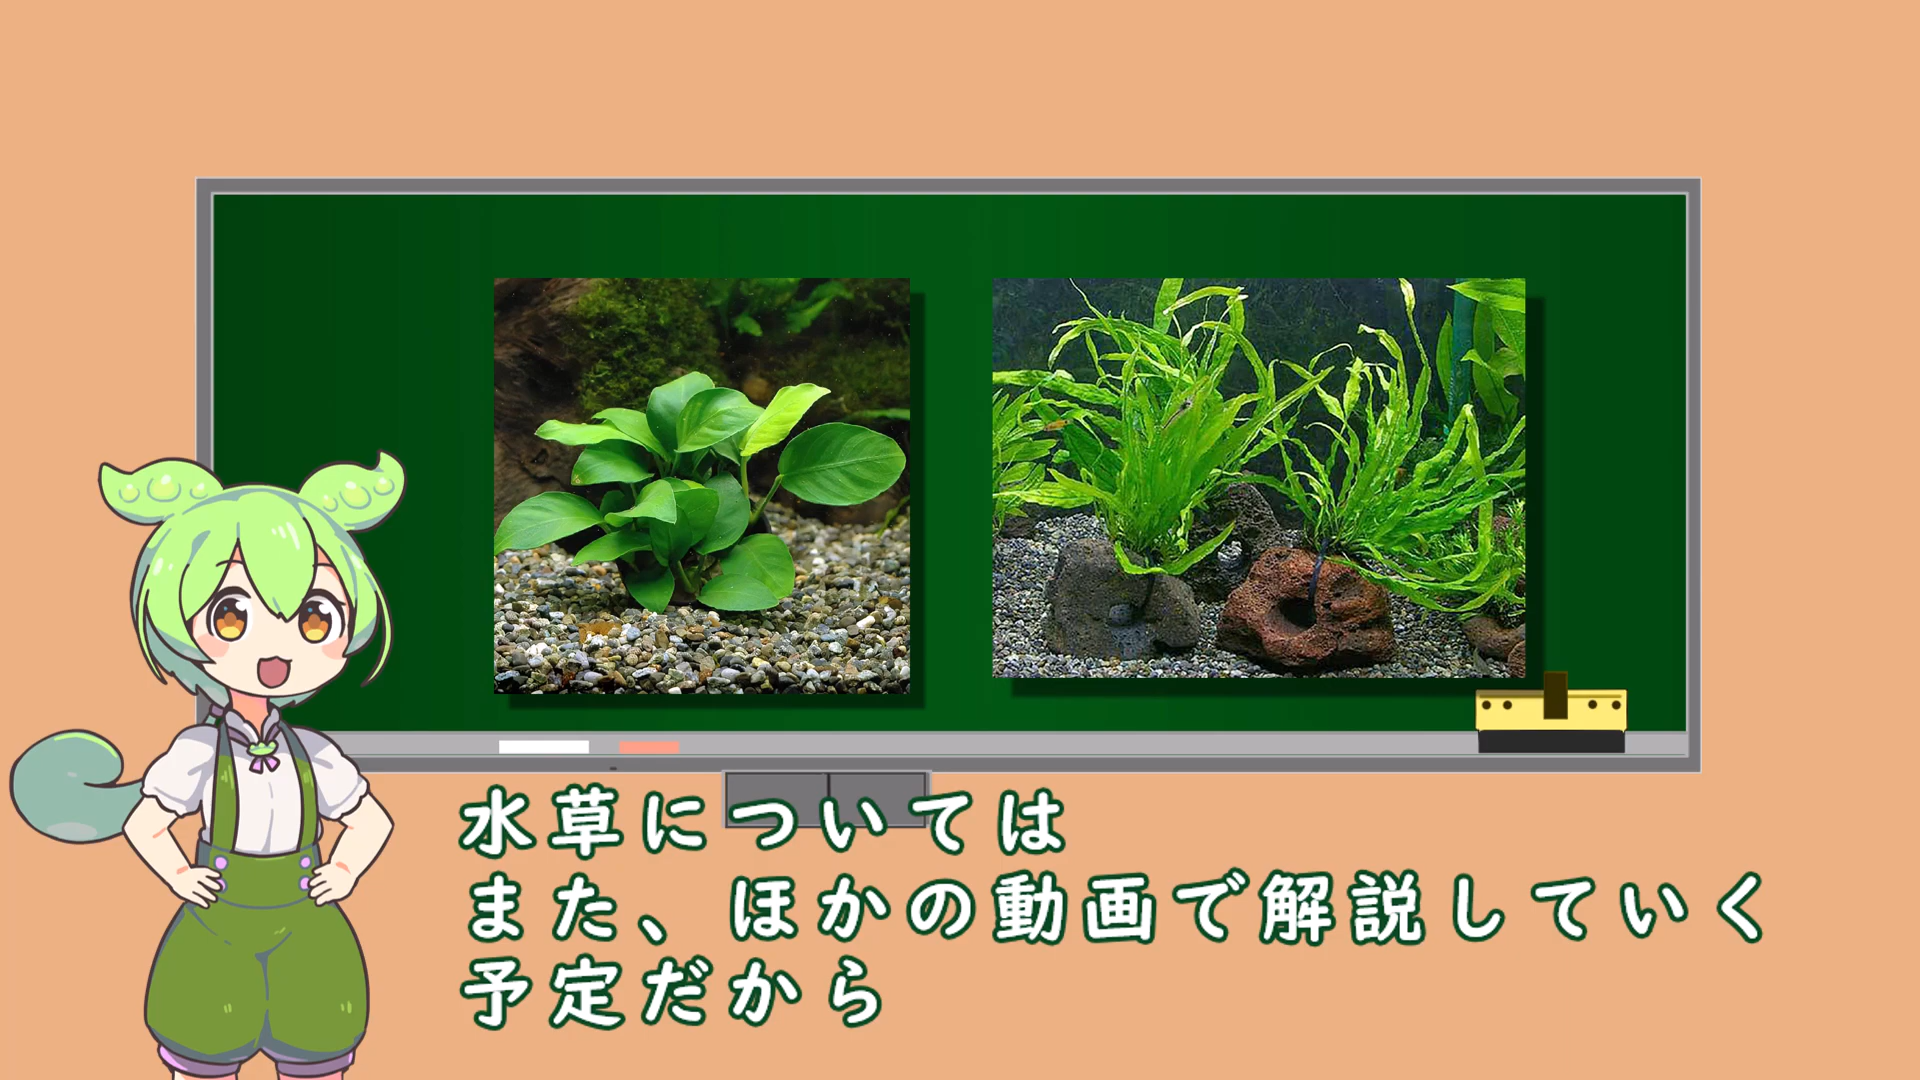 水草については
また、ほかの動画で解説していく
予定だから